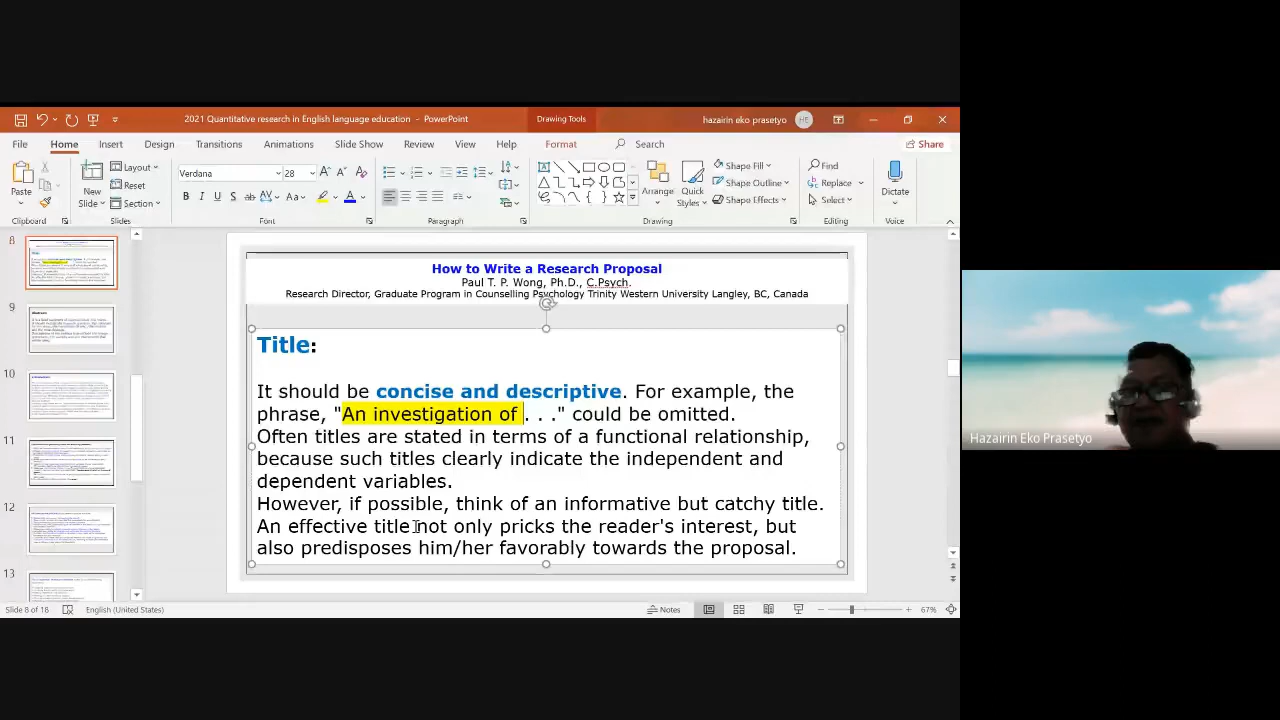 2021 Quantitative research in English language education - PowerPoint
Drawing Tools
hazairin eko prasetyo
HE
File
Home
Insert
Design
Transitions
Animations
Slide Show
Review
View
Help
Format
Search
Share
Paste
New
Slide
Layout
Reset
Section
Verdana
28
Arrange
Quick
Styles
Shape Fill
Shape Outline
Shape Effects
Find
Replace
Select
Dictate
Clipboard
Slides
Font
Paragraph
Drawing
Editing
Voice
8
9
10
11
12
13
How to Write a Research Proposal
Paul T. P. Wong, Ph.D., C.Psych.
Research Director, Graduate Program in Counselling Psychology Trinity Western University Langley, BC, Canada
Title:
It should be concise and descriptive. For example, the
phrase, "An investigation of . . ." could be omitted.
Often titles are stated in terms of a functional relationship,
because such titles clearly indicate the independent and
dependent variables.
However, if possible, think of an informative but catchy title.
An effective title not only pricks the reader's interest, but
also predisposes him/her favorably towards the proposal.
Hazairin Eko Prasetyo
Slide 8 of 18
English (United States)
Notes
67%